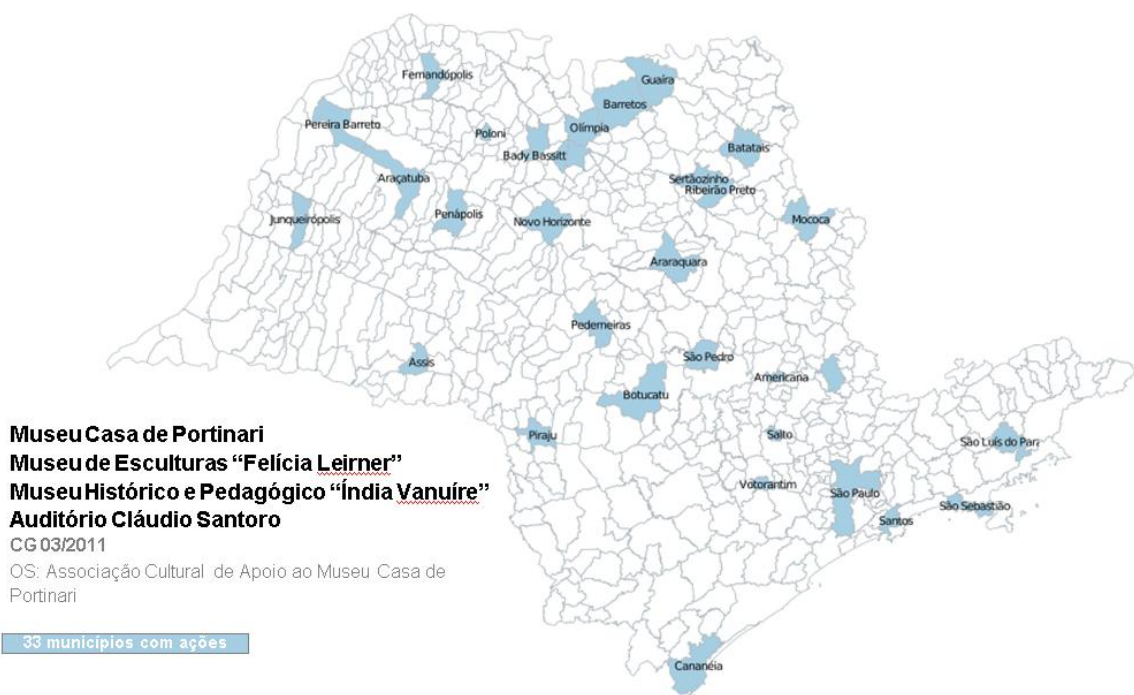 Fernandópolis
Guaíra
Barretos
Pereira Barreto
Olímpia
Poloni
Batatais
Bady Bassitt
Araçatuba
Sertãozinho
Ribeirão Preto
Penápolis
Junqueirópolis
Novo Horizonte
Mococa
Araraquara
Pederneiras
São Pedro
Assis
Americana
Botucatu
Piraju
Salto
São Luís do Par
Votorantim
São Paulo
São Sebastião
Santos
Cananéia
Museu Casa de Portinari
Museu de Esculturas “Felícia Leirner”
Museu Histórico e Pedagógico “Índia Vanuíre”
Auditório Cláudio Santoro
CG 03/2011
OS: Associação Cultural de Apoio ao Museu Casa de
Portinari
33 municípios com ações